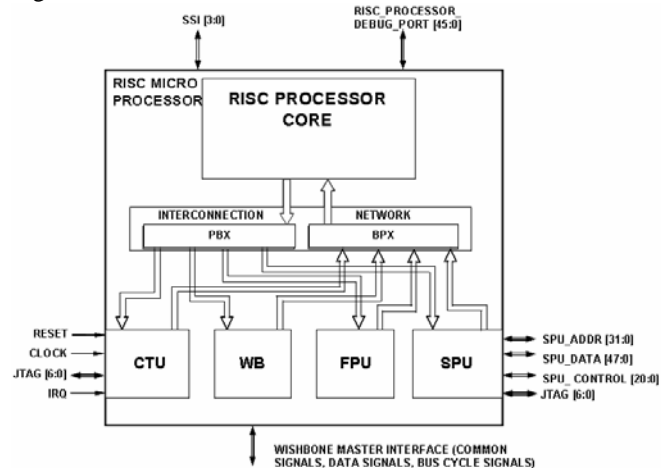 SSI [3:0]
RISC_PROCESSOR_
DEBUG_PORT [45:0]
RISC MICRO
PROCESSOR
RISC PROCESSOR
CORE
INTERCONNECTION
NETWORK
PBX
BPX
RESET
CLOCK
JTAG [6:0]
IRQ
CTU
WB
FPU
SPU
SPU_ADDR [31:0]
SPU_DATA [47:0]
SPU_ CONTROL [20:0]
JTAG [6:0]
WISHBONE MASTER INTERFACE (COMMON
SIGNALS, DATA SIGNALS, BUS CYCLE SIGNALS)